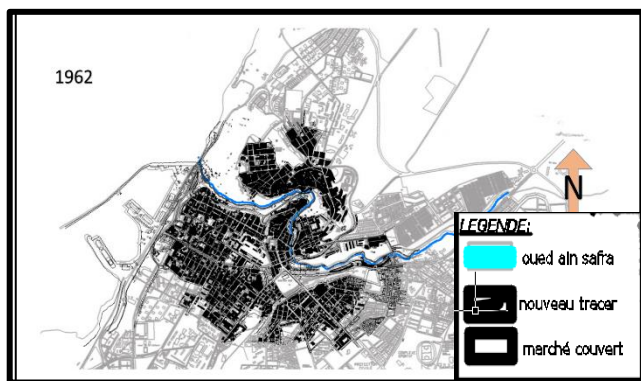 1962
N
LEGENDE:
oued ain safra
nouveau tracer
marché couvert